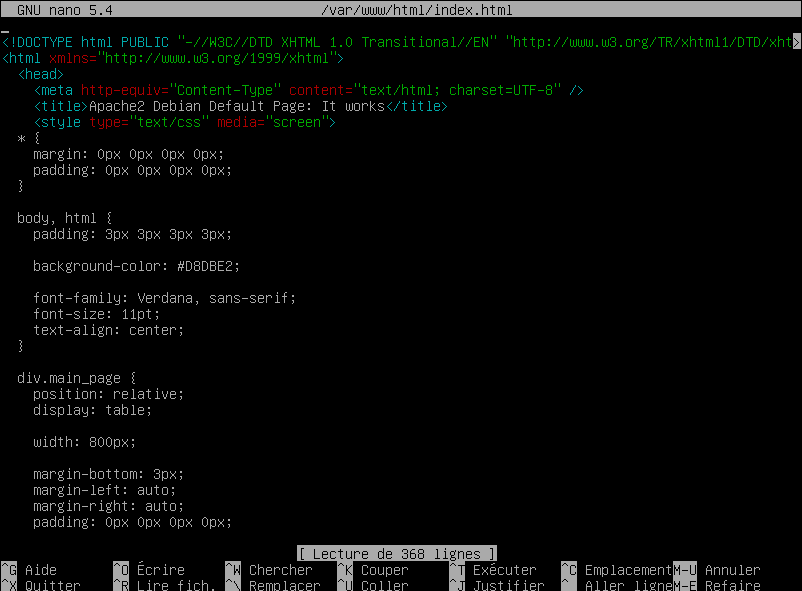 GNU nano 5.4 /var/www/html/index.html
<!DOCTYPE html PUBLIC "-//W3C//DTD XHTML 1.0 Transitional//EN" "http://www.w3.org/TR/xhtml1/DTD/xht>
<html xmlns="http://www.w3.org/1999/xhtml">
<head>
<meta http-equiv="Content-Type" content="text/html; charset=UTF-8" />
<title>Apache2 Debian Default Page: It works</title>
<style type="text/css" media="screen">
* {
margin: 0px 0px 0px 0px;
padding: 0px 0px 0px 0px;
}
body, html {
padding: 3px 3px 3px 3px;
background-color: #D8DBE2;
font-family: Verdana, sans-serif;
font-size: 11pt;
text-align: center;
}
div.main_page {
position: relative;
display: table;
width: 800px;
margin-bottom: 3px;
margin-left: auto;
margin-right: auto;
padding: 0px 0px 0px 0px;
[ Lecture de 368 lignes ]
^G Aide ^O Écrire ^W Chercher ^K Couper ^T Exécuter ^C Emplacement M-U Annuler
^X Quitter ^R Lire fich. ^\ Remplacer ^U Coller ^J Justifier ^_ Aller ligne M-E Refaire